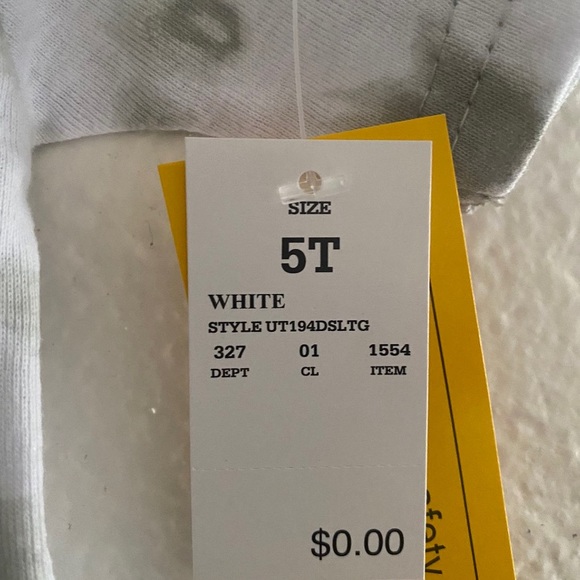 SIZE
5T
WHITE
STYLE UT194DSLTG
327 01 1554
DEPT CL ITEM
$0.00